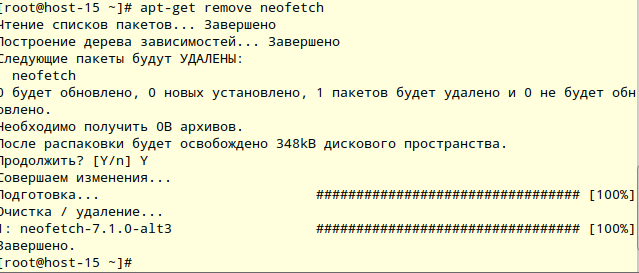 [root@host-15 ~]# apt-get remove neofetch
Чтение списков пакетов... Завершено
Построение дерева зависимостей... Завершено
Следующие пакеты будут УДАЛЕНЫ:
  neofetch
0 будет обновлено, 0 новых установлено, 1 пакетов будет удалено и 0 не будет обн
овлено.
Необходимо получить 0B архивов.
После распаковки будет освобождено 348kB дискового пространства.
Продолжить? [Y/n] Y
Совершаем изменения...
Подготовка...                           ################################# [100%]
Очистка / удаление...
1: neofetch-7.1.0-alt3                  ################################# [100%]
Завершено.
[root@host-15 ~]#